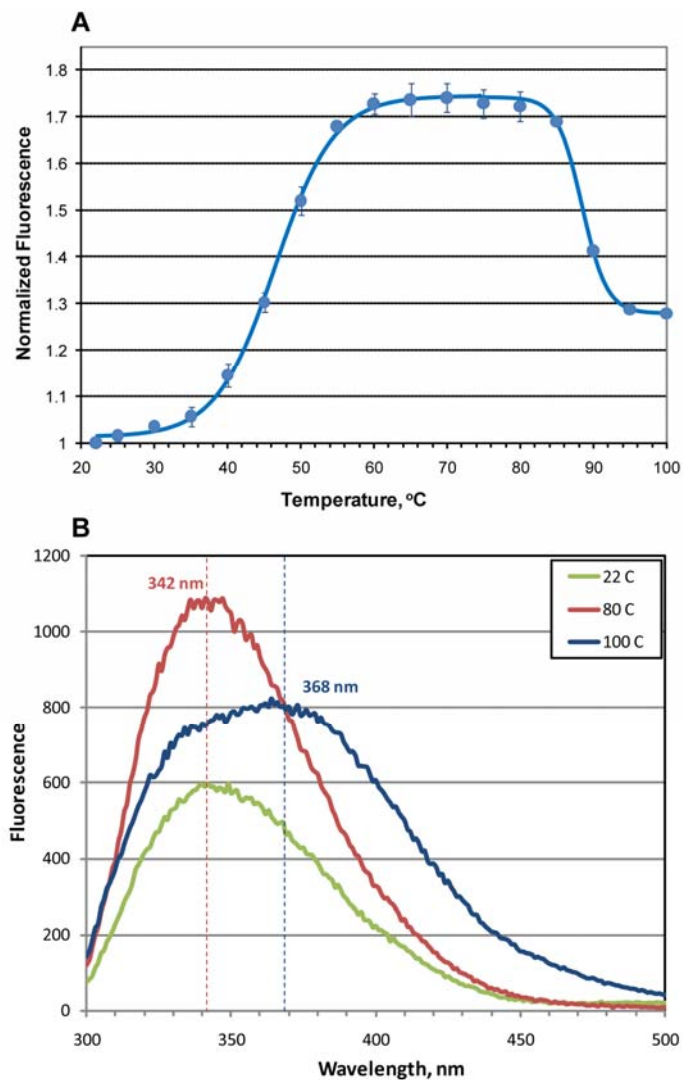 A
1.8
1.7
1.6
1.5
1.4
1.3
1.2
1.1
1
Normalized Fluorescence
20 30 40 50 60 70 80 90 100
Temperature, °C
B
1200
1000
800
600
400
200
0
Fluorescence
342 nm
368 nm
22 C
80 C
100 C
300 350 400 450 500
Wavelength, nm